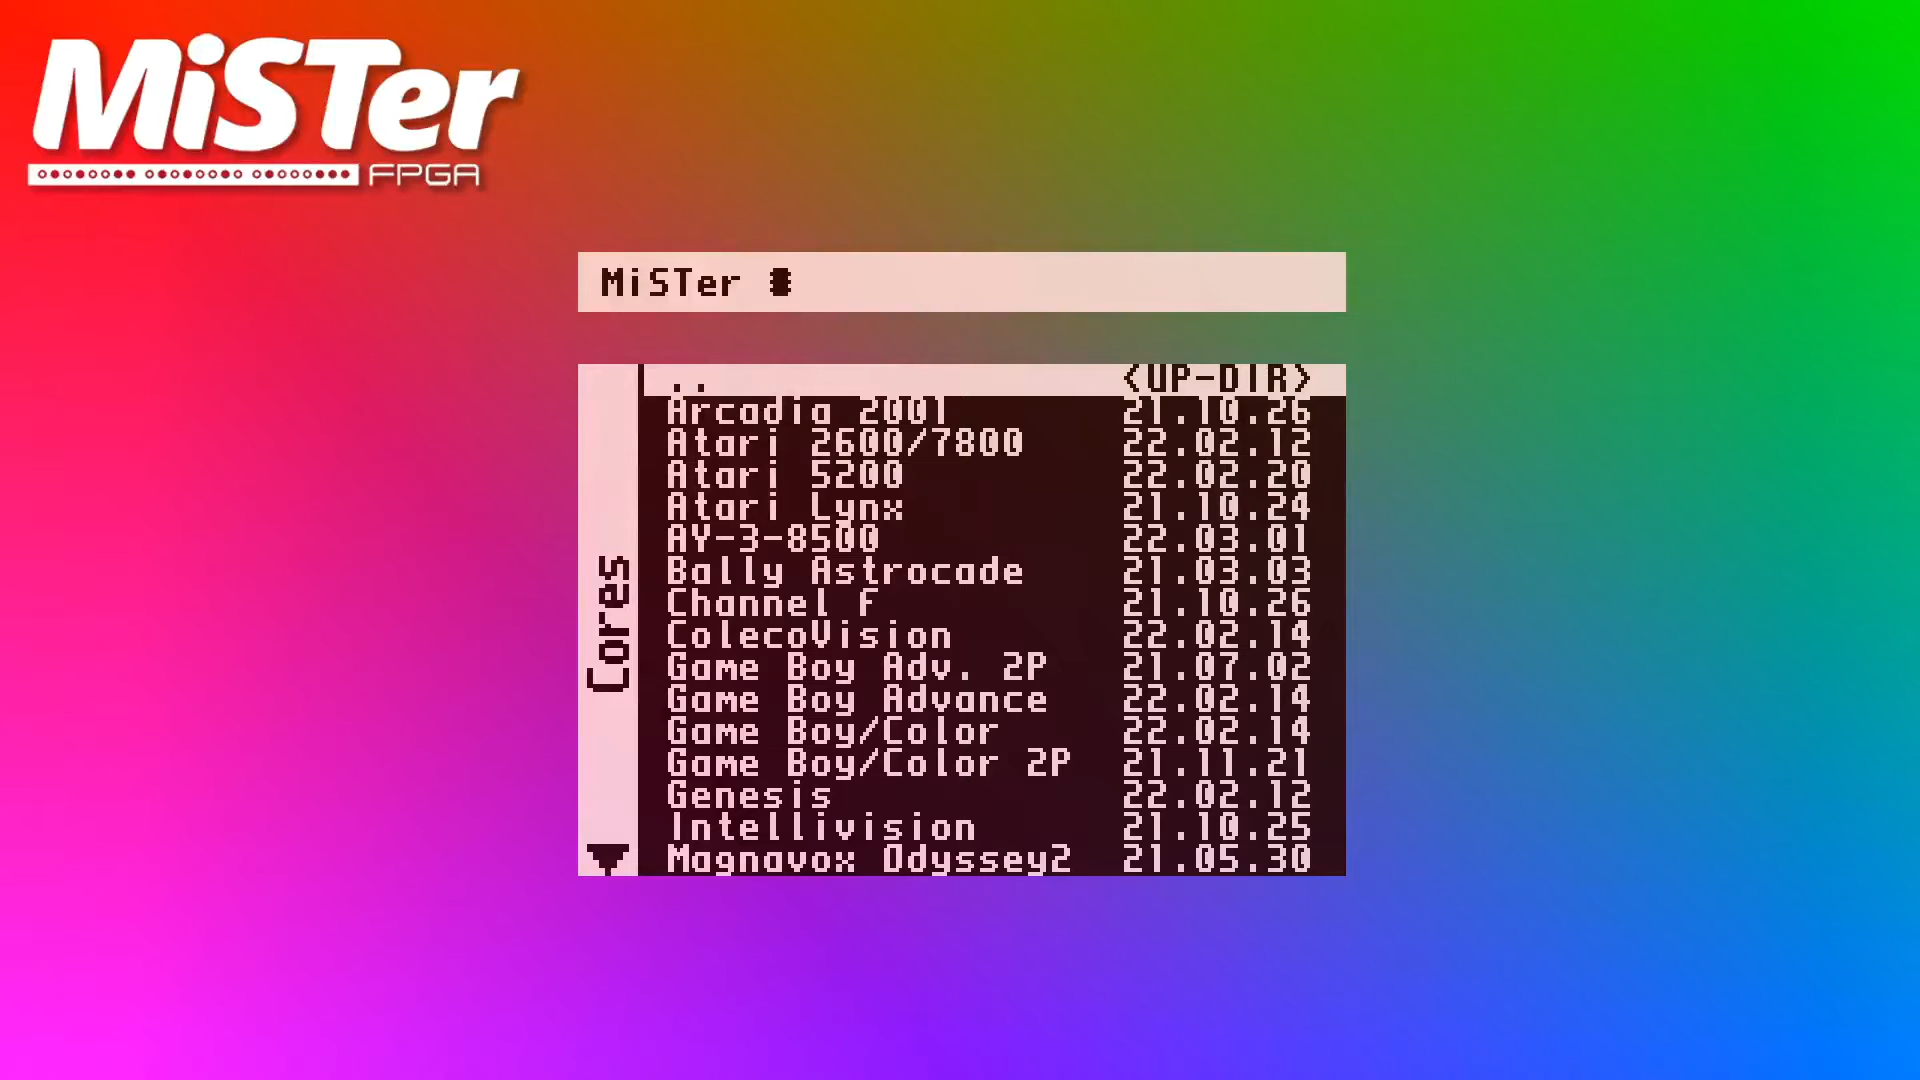 MiSTer
FPGA
MiSTer
Cores
.. <UP-DIR>
Arcadia 2001 21.10.26
Atari 2600/7800 22.02.12
Atari 5200 22.02.20
Atari Lynx 21.10.24
AY-3-8500 22.03.01
Bally Astrocade 21.03.03
Channel F 21.10.26
ColecoVision 22.02.14
Game Boy Adv. 2P 21.07.02
Game Boy Advance 22.02.14
Game Boy/Color 22.02.14
Game Boy/Color 2P 21.11.21
Genesis 22.02.12
Intellivision 21.10.25
Magnavox Odyssey2 21.05.30